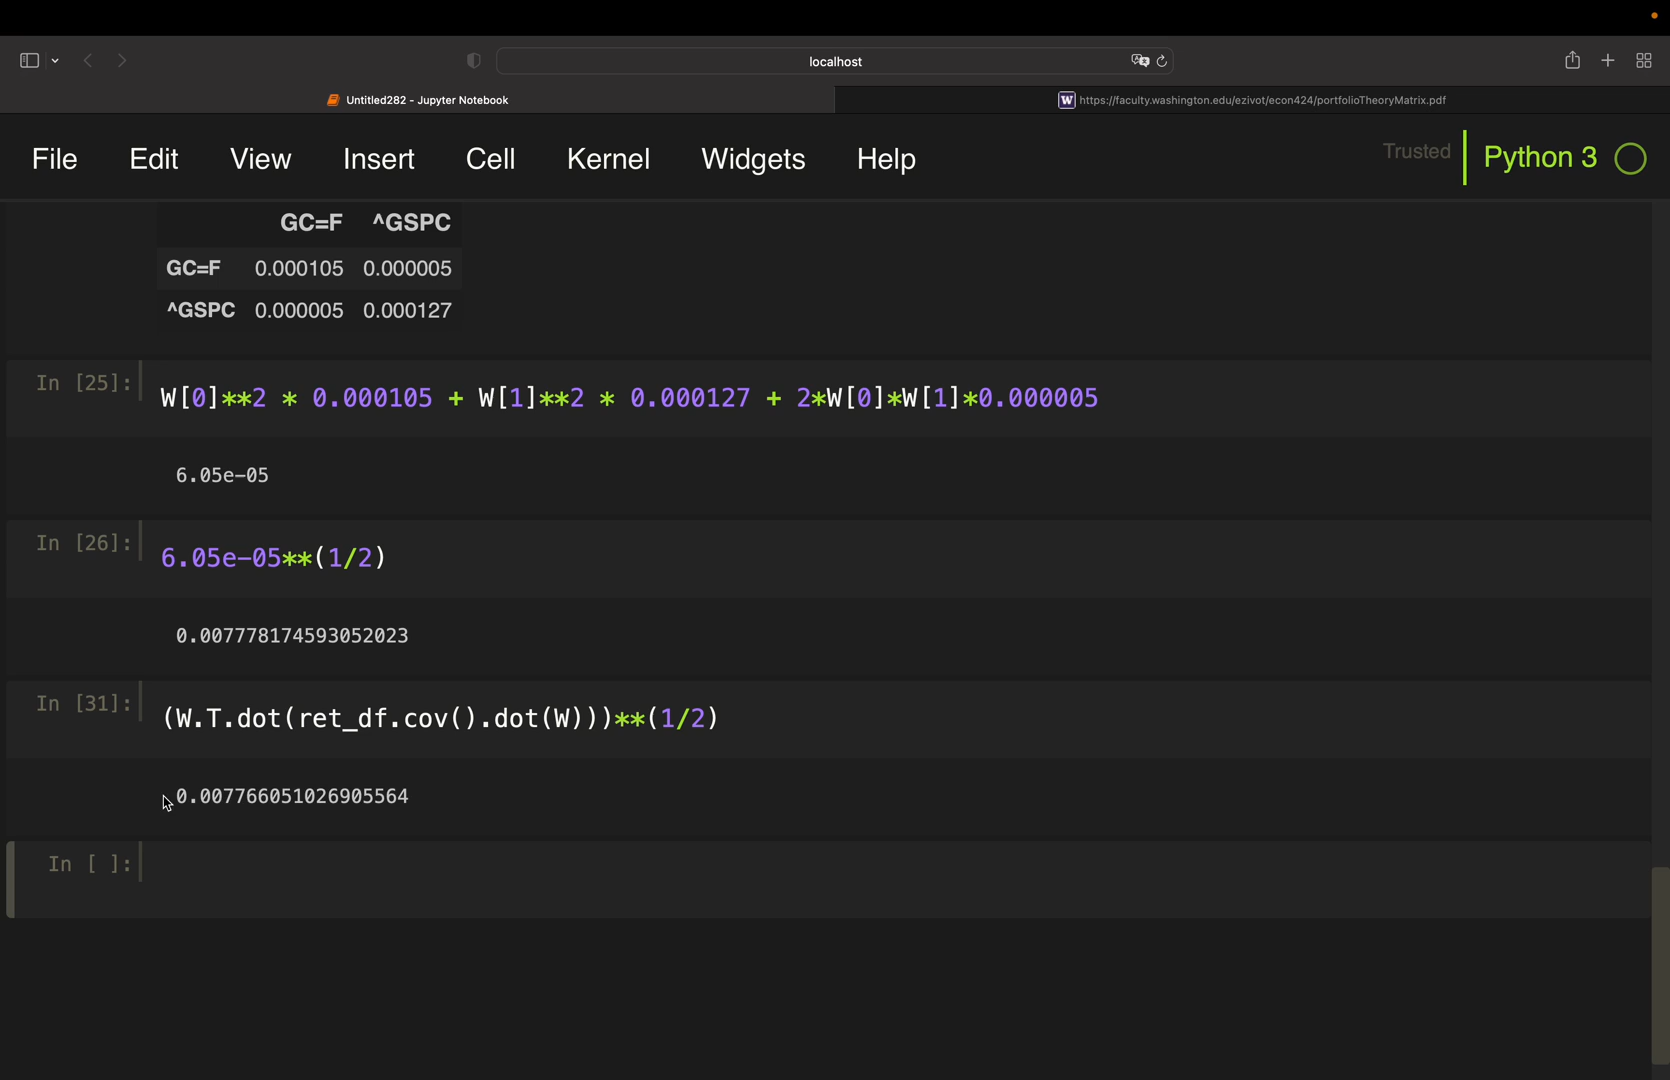 localhost
Untitled282 - Jupyter Notebook
W https://faculty.washington.edu/ezivot/econ424/portfolioTheoryMatrix.pdf
File Edit View Insert Cell Kernel Widgets Help Trusted Python 3
GC=F ^GSPC
GC=F 0.000105 0.000005
^GSPC 0.000005 0.000127
In [25]: W[0]**2 * 0.000105 + W[1]**2 * 0.000127 + 2*W[0]*W[1]*0.000005
6.05e-05
In [26]: 6.05e-05**(1/2)
0.007778174593052023
In [31]: (W.T.dot(ret_df.cov().dot(W)))**(1/2)
0.007766051026905564
In [ ]: